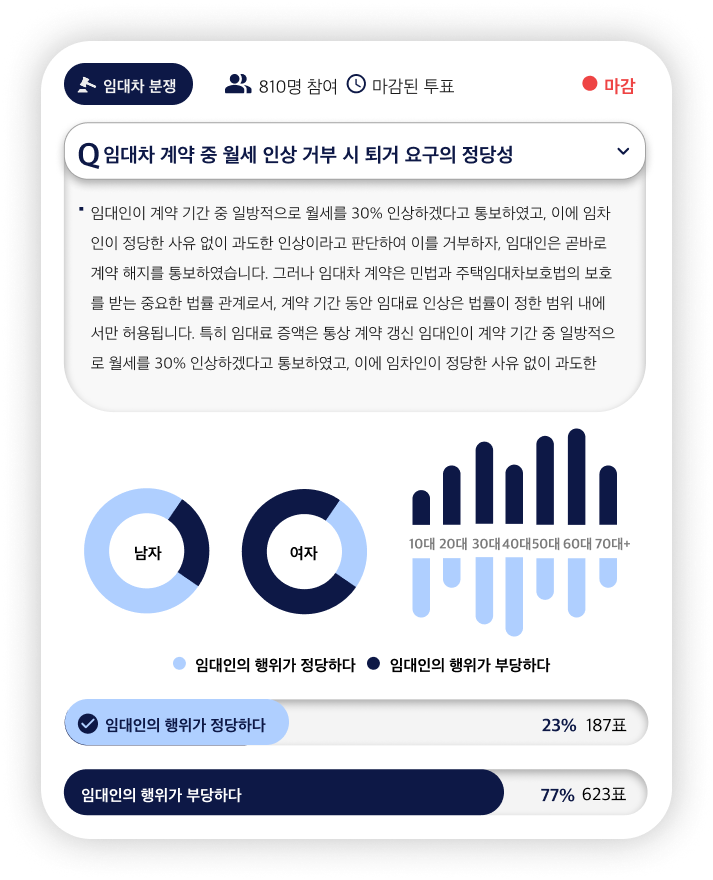 임대차 분쟁 810명 참여 마감된 투표 마감
Q 임대차 계약 중 월세 인상 거부 시 퇴거 요구의 정당성
임대인이 계약 기간 중 일방적으로 월세를 30% 인상하겠다고 통보하였고, 이에 임차
인이 정당한 사유 없이 과도한 인상이라고 판단하여 이를 거부하자, 임대인은 곧바로
계약 해지를 통보하였습니다. 그러나 임대차 계약은 민법과 주택임대차보호법의 보호
를 받는 중요한 법률 관계로서, 계약 기간 동안 임대료 인상은 법률이 정한 범위 내에
서만 허용됩니다. 특히 임대료 증액은 통상 계약 갱신 임대인이 계약 기간 중 일방적으
로 월세를 30% 인상하겠다고 통보하였고, 이에 임차인이 정당한 사유 없이 과도한
남자 여자
10대 20대 30대 40대 50대 60대 70대+
임대인의 행위가 정당하다 임대인의 행위가 부당하다
임대인의 행위가 정당하다 23% 187표
임대인의 행위가 부당하다 77% 623표